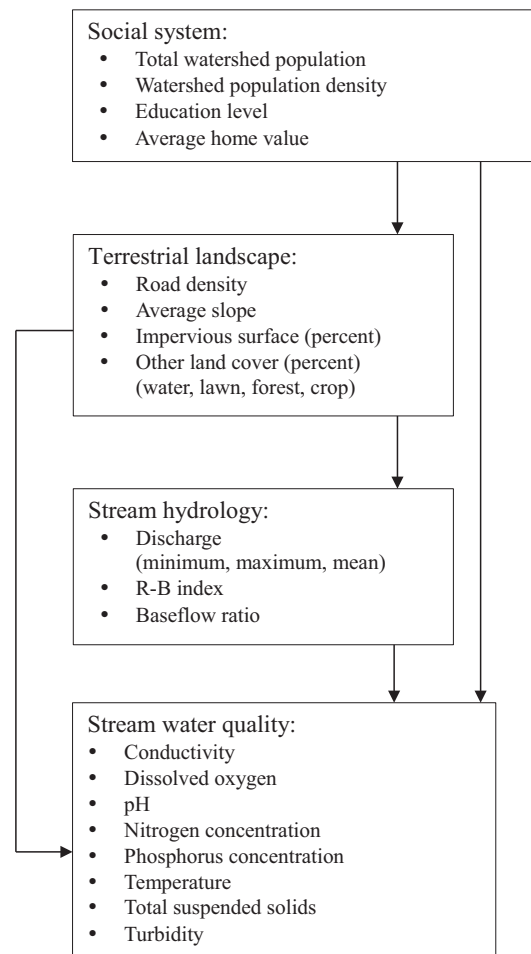 Social system:
• Total watershed population
• Watershed population density
• Education level
• Average home value
Terrestrial landscape:
• Road density
• Average slope
• Impervious surface (percent)
• Other land cover (percent)
(water, lawn, forest, crop)
Stream hydrology:
• Discharge
(minimum, maximum, mean)
• R-B index
• Baseflow ratio
Stream water quality:
• Conductivity
• Dissolved oxygen
• pH
• Nitrogen concentration
• Phosphorus concentration
• Temperature
• Total suspended solids
• Turbidity